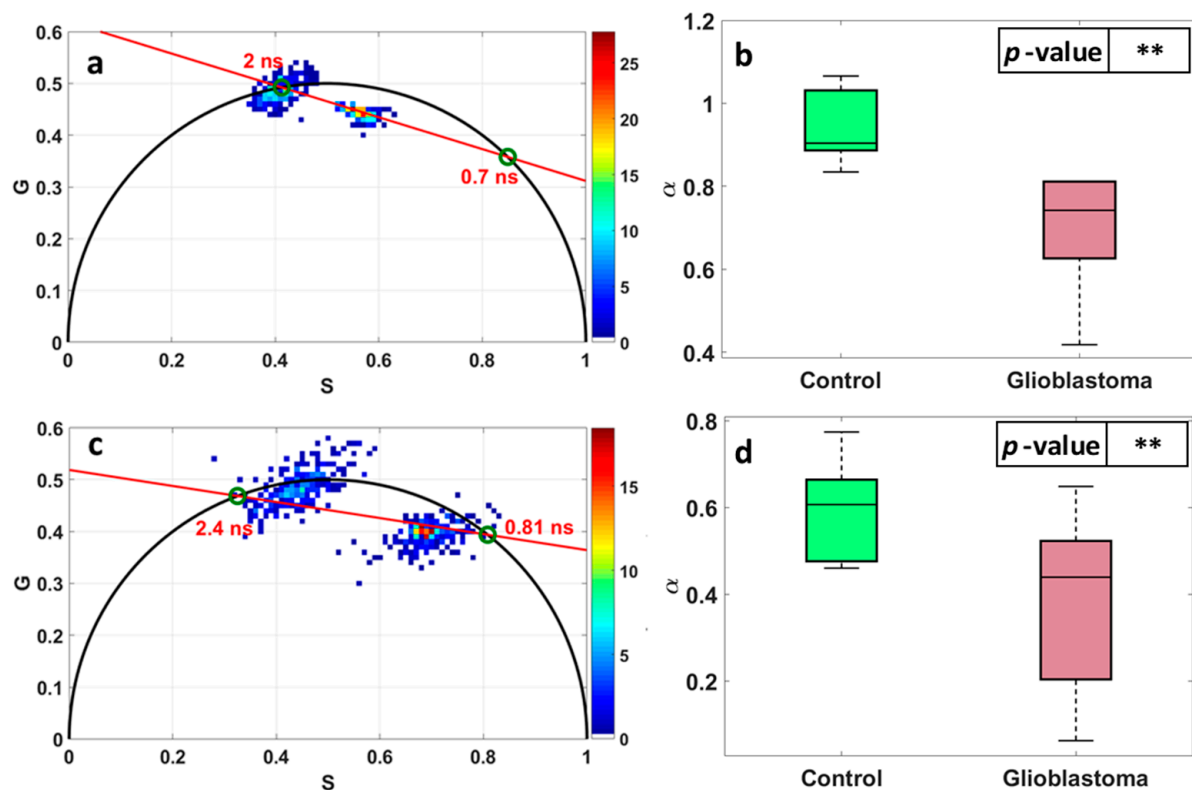 a
0.6
0.5
0.4
0.3
0.2
0.1
0
G
0 0.2 0.4 0.6 0.8 1
S
2 ns
0.7 ns
25
20
15
10
5
0
b
p -value **
1.2
1
0.8
0.6
0.4
α
Control Glioblastoma
c
0.6
0.5
0.4
0.3
0.2
0.1
0
G
0 0.2 0.4 0.6 0.8 1
S
2.4 ns
0.81 ns
15
10
5
0
d
p -value **
0.8
0.6
0.4
0.2
α
Control Glioblastoma